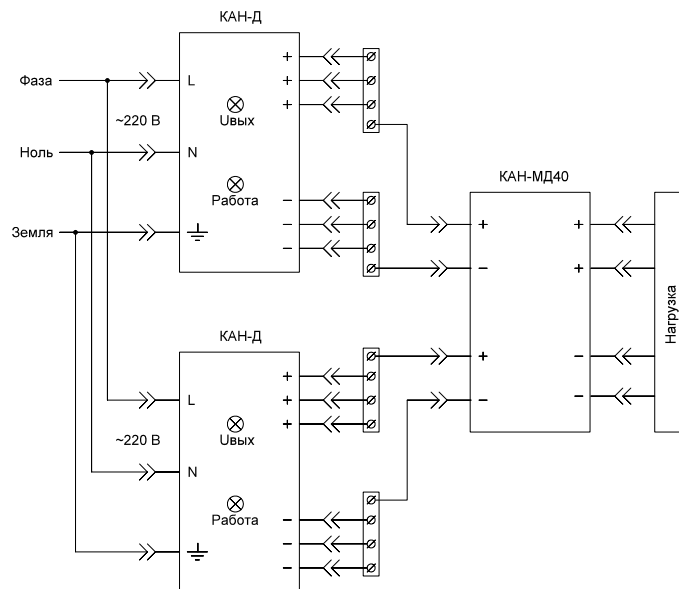 КАН-Д
Фаза
L
+
+
+
~220 В
Uвых
Ноль
N
Работа
Земля
−
−
−
КАН-МД40
+
−
+
−
+
+
−
−
Нагрузка
КАН-Д
L
+
+
+
~220 В
Uвых
N
Работа
−
−
−